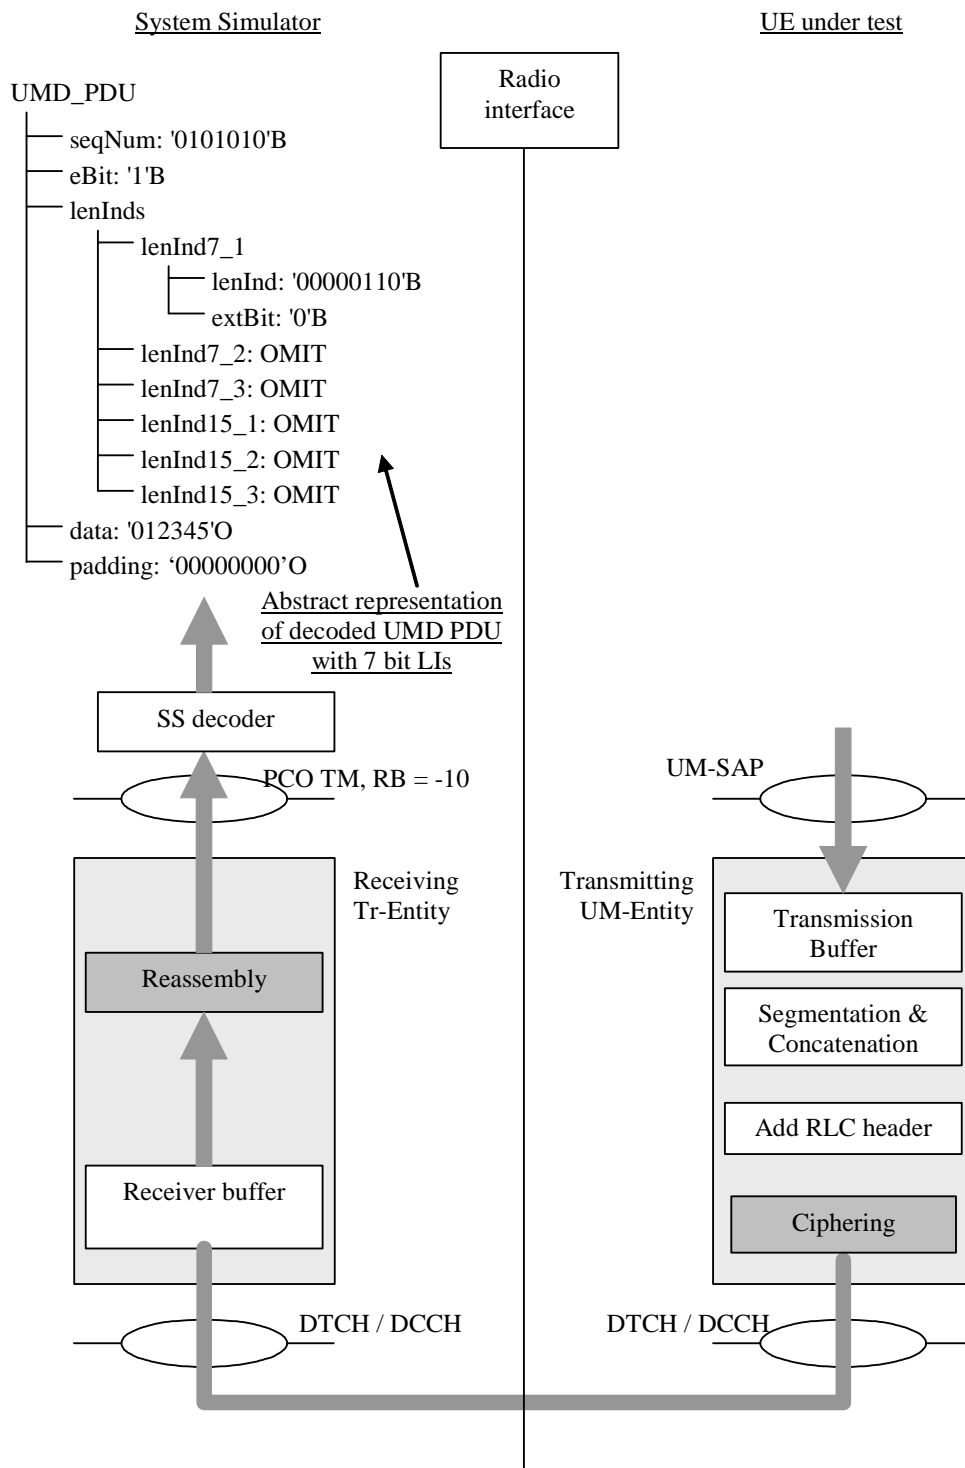 System Simulator
UE under test
Radio
interface
UMD_PDU
seqNum: '0101010'B
eBit: '1'B
lenInds
lenInd7_1
lenInd: '00000110'B
extBit: '0'B
lenInd7_2: OMIT
lenInd7_3: OMIT
lenInd15_1: OMIT
lenInd15_2: OMIT
lenInd15_3: OMIT
data: '012345'O
padding: ‘00000000’O
Abstract representation
of decoded UMD PDU
with 7 bit LIs
SS decoder
PCO TM, RB = -10
UM-SAP
Receiving
Tr-Entity
Transmitting
UM-Entity
Transmission
Buffer
Reassembly
Segmentation &
Concatenation
Add RLC header
Receiver buffer
Ciphering
DTCH / DCCH
DTCH / DCCH